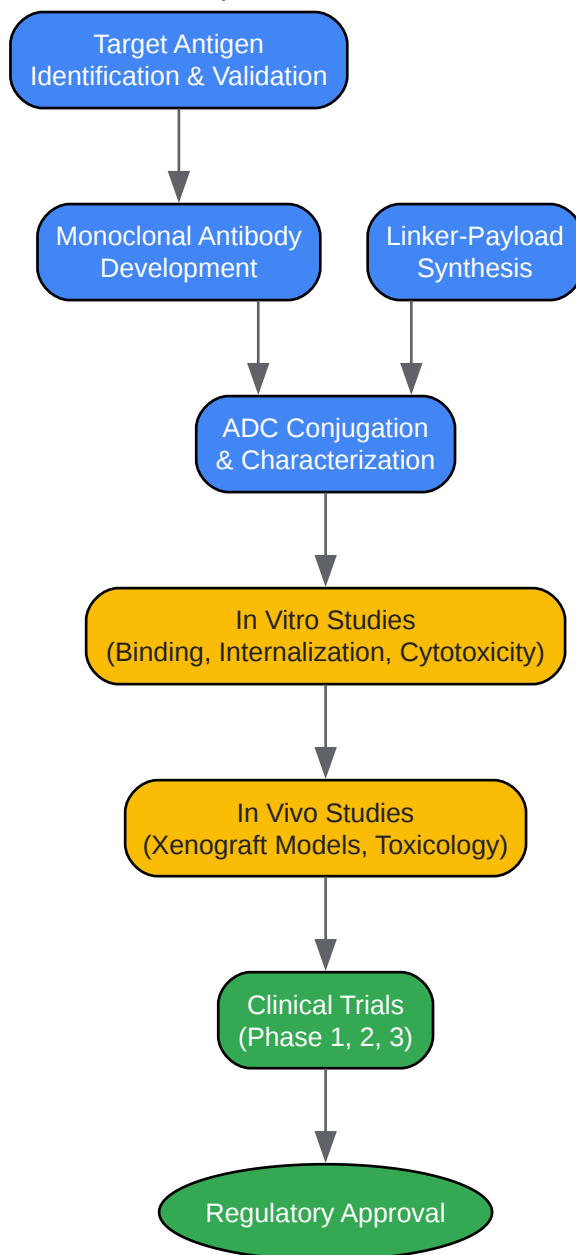 Target Antigen
Identification & Validation
Monoclonal Antibody
Development
Linker-Payload
Synthesis
ADC Conjugation
& Characterization
In Vitro Studies
(Binding, Internalization, Cytotoxicity)
In Vivo Studies
(Xenograft Models, Toxicology)
Clinical Trials
(Phase 1, 2, 3)
Regulatory Approval